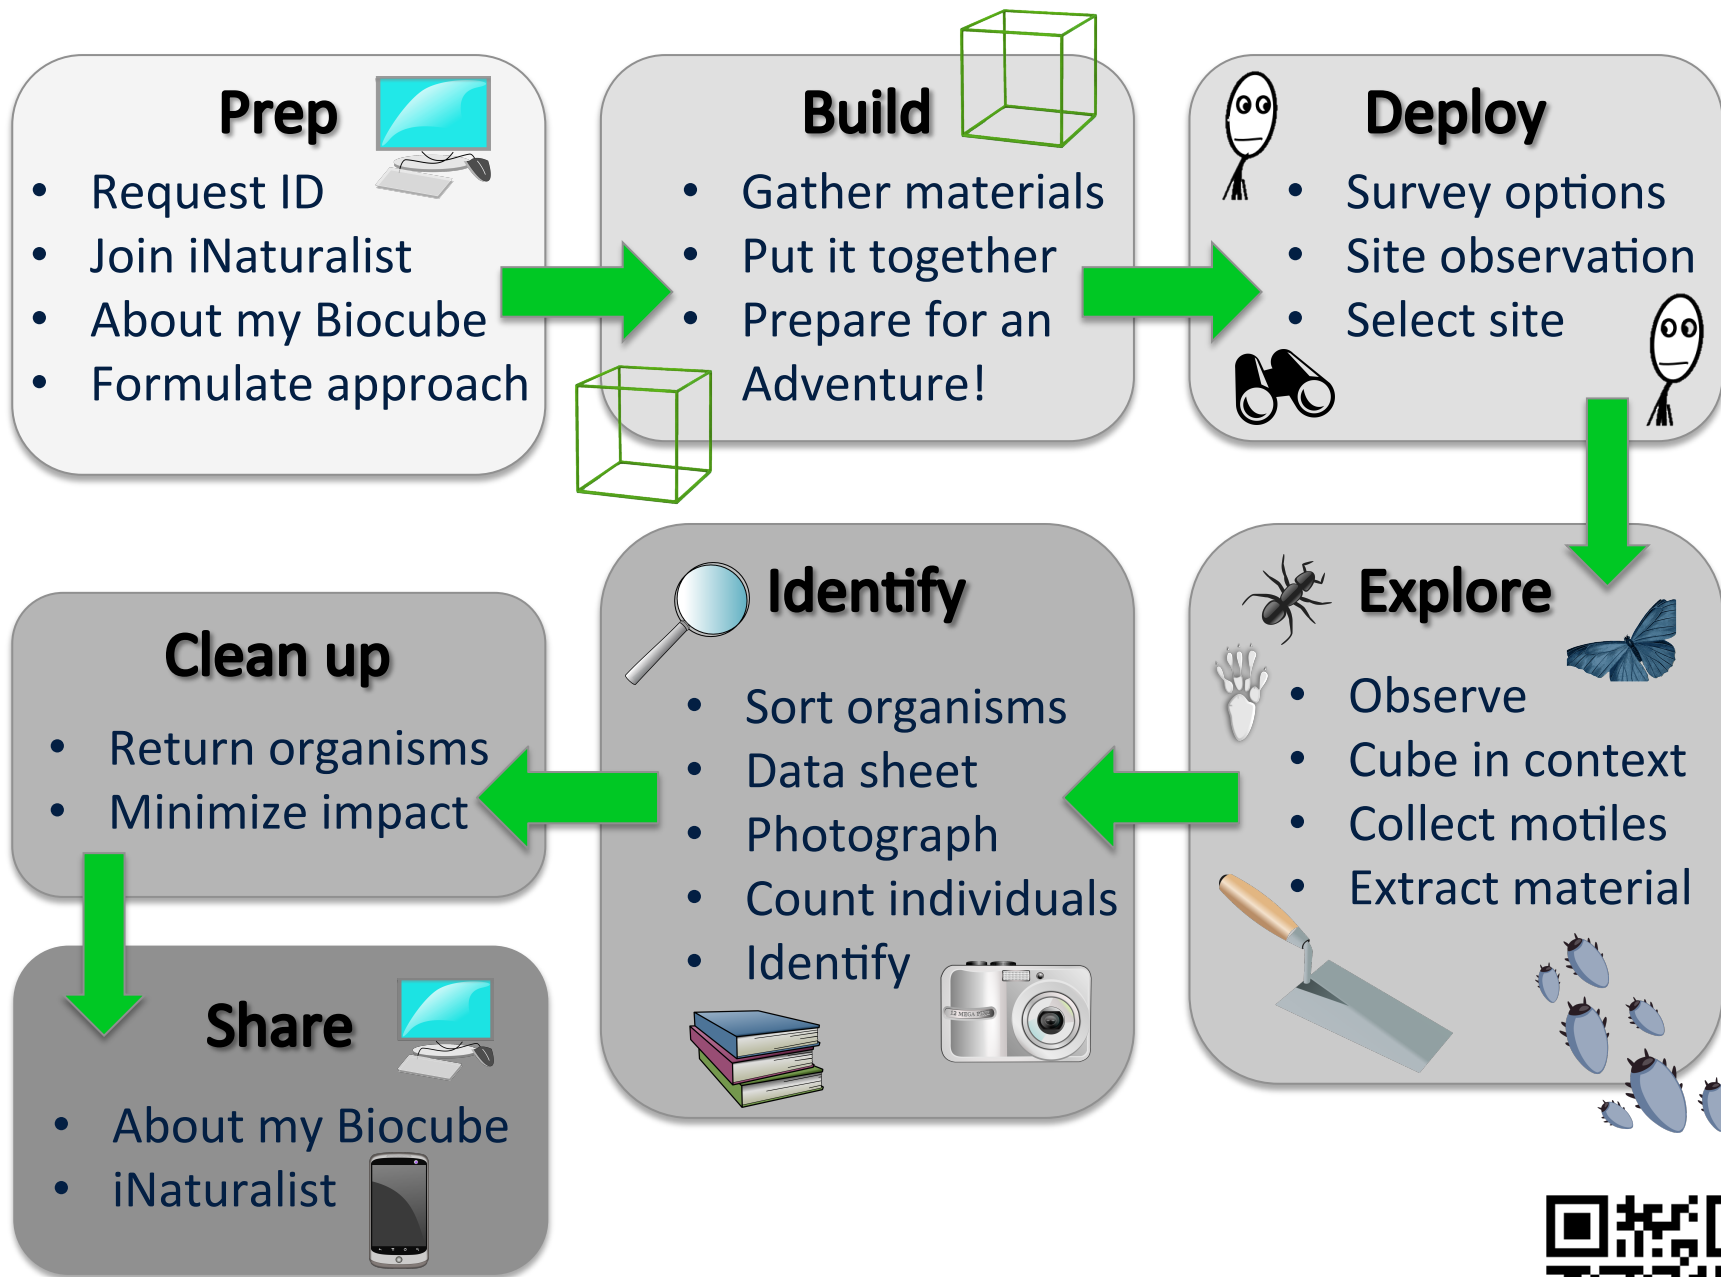 Prep
• Request ID
• Join iNaturalist
• About my Biocube
• Formulate approach
Build
• Gather materials
• Put it together
• Prepare for an
Adventure!
Deploy
• Survey options
• Site observation
• Select site
Explore
• Observe
• Cube in context
• Collect motiles
• Extract material
Identify
• Sort organisms
• Data sheet
• Photograph
• Count individuals
• Identify
Clean up
• Return organisms
• Minimize impact
Share
• About my Biocube
• iNaturalist